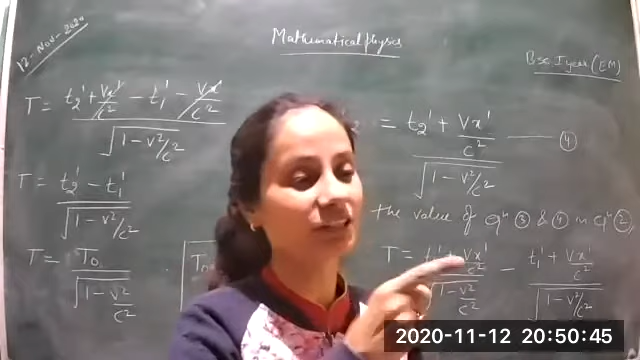 12-Nov-2020
Mathematical physics
Bsc I year (EM)
T = t₂' + Vx'/c² - t₁' - Vx'/c² / √1 - v²/c²
T = t₂' - t₁' / √1 - v²/c²
T = T₀ / √1 - v²/c²
T₀
2 = t₂' + Vx'/c² / √1 - v²/c² —— ④
the value of eqⁿ ③ & ④ in eqⁿ ②,
T = t₂' + Vx'/c² / √1 - v²/c² - t₁' + Vx'/c² / √1 - v²/c²
2020-11-12 20:50:45